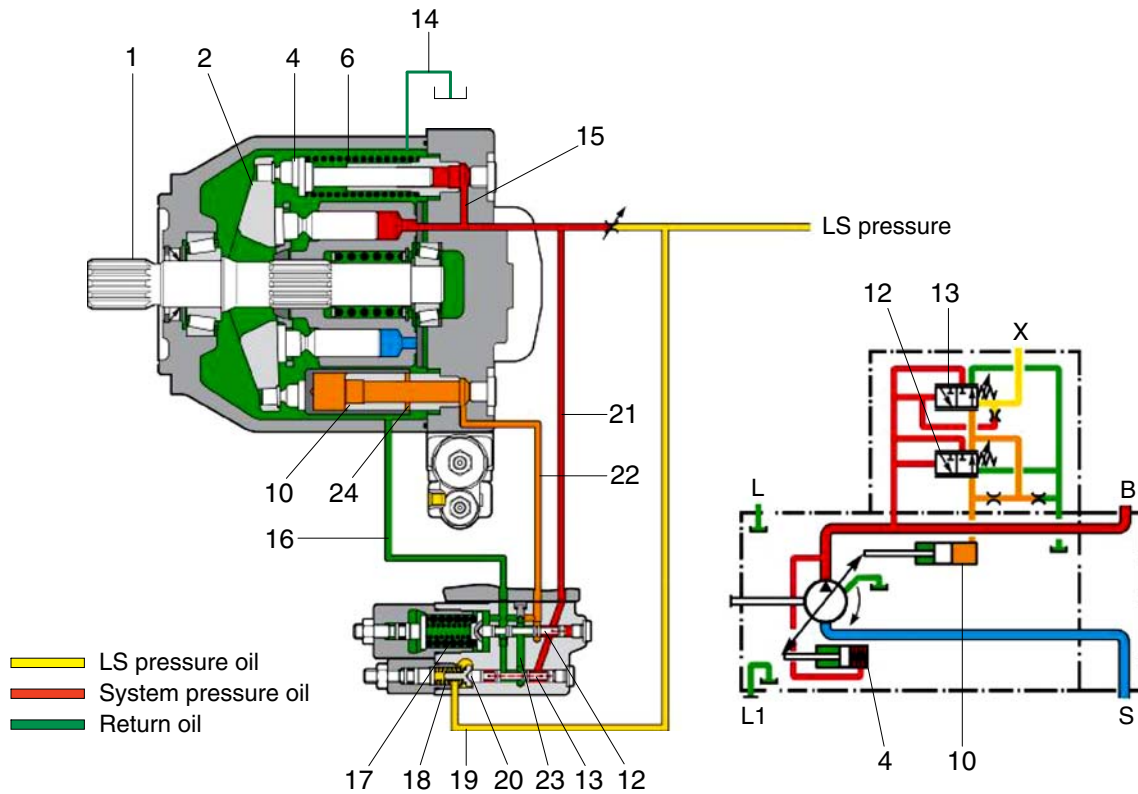 14
1 2 4 6
15
LS pressure
12 13
X
21
10 24
22
L
B
16
LS pressure oil
System pressure oil
Return oil
L1
S
17 18 19 20 23 13 12
4 10